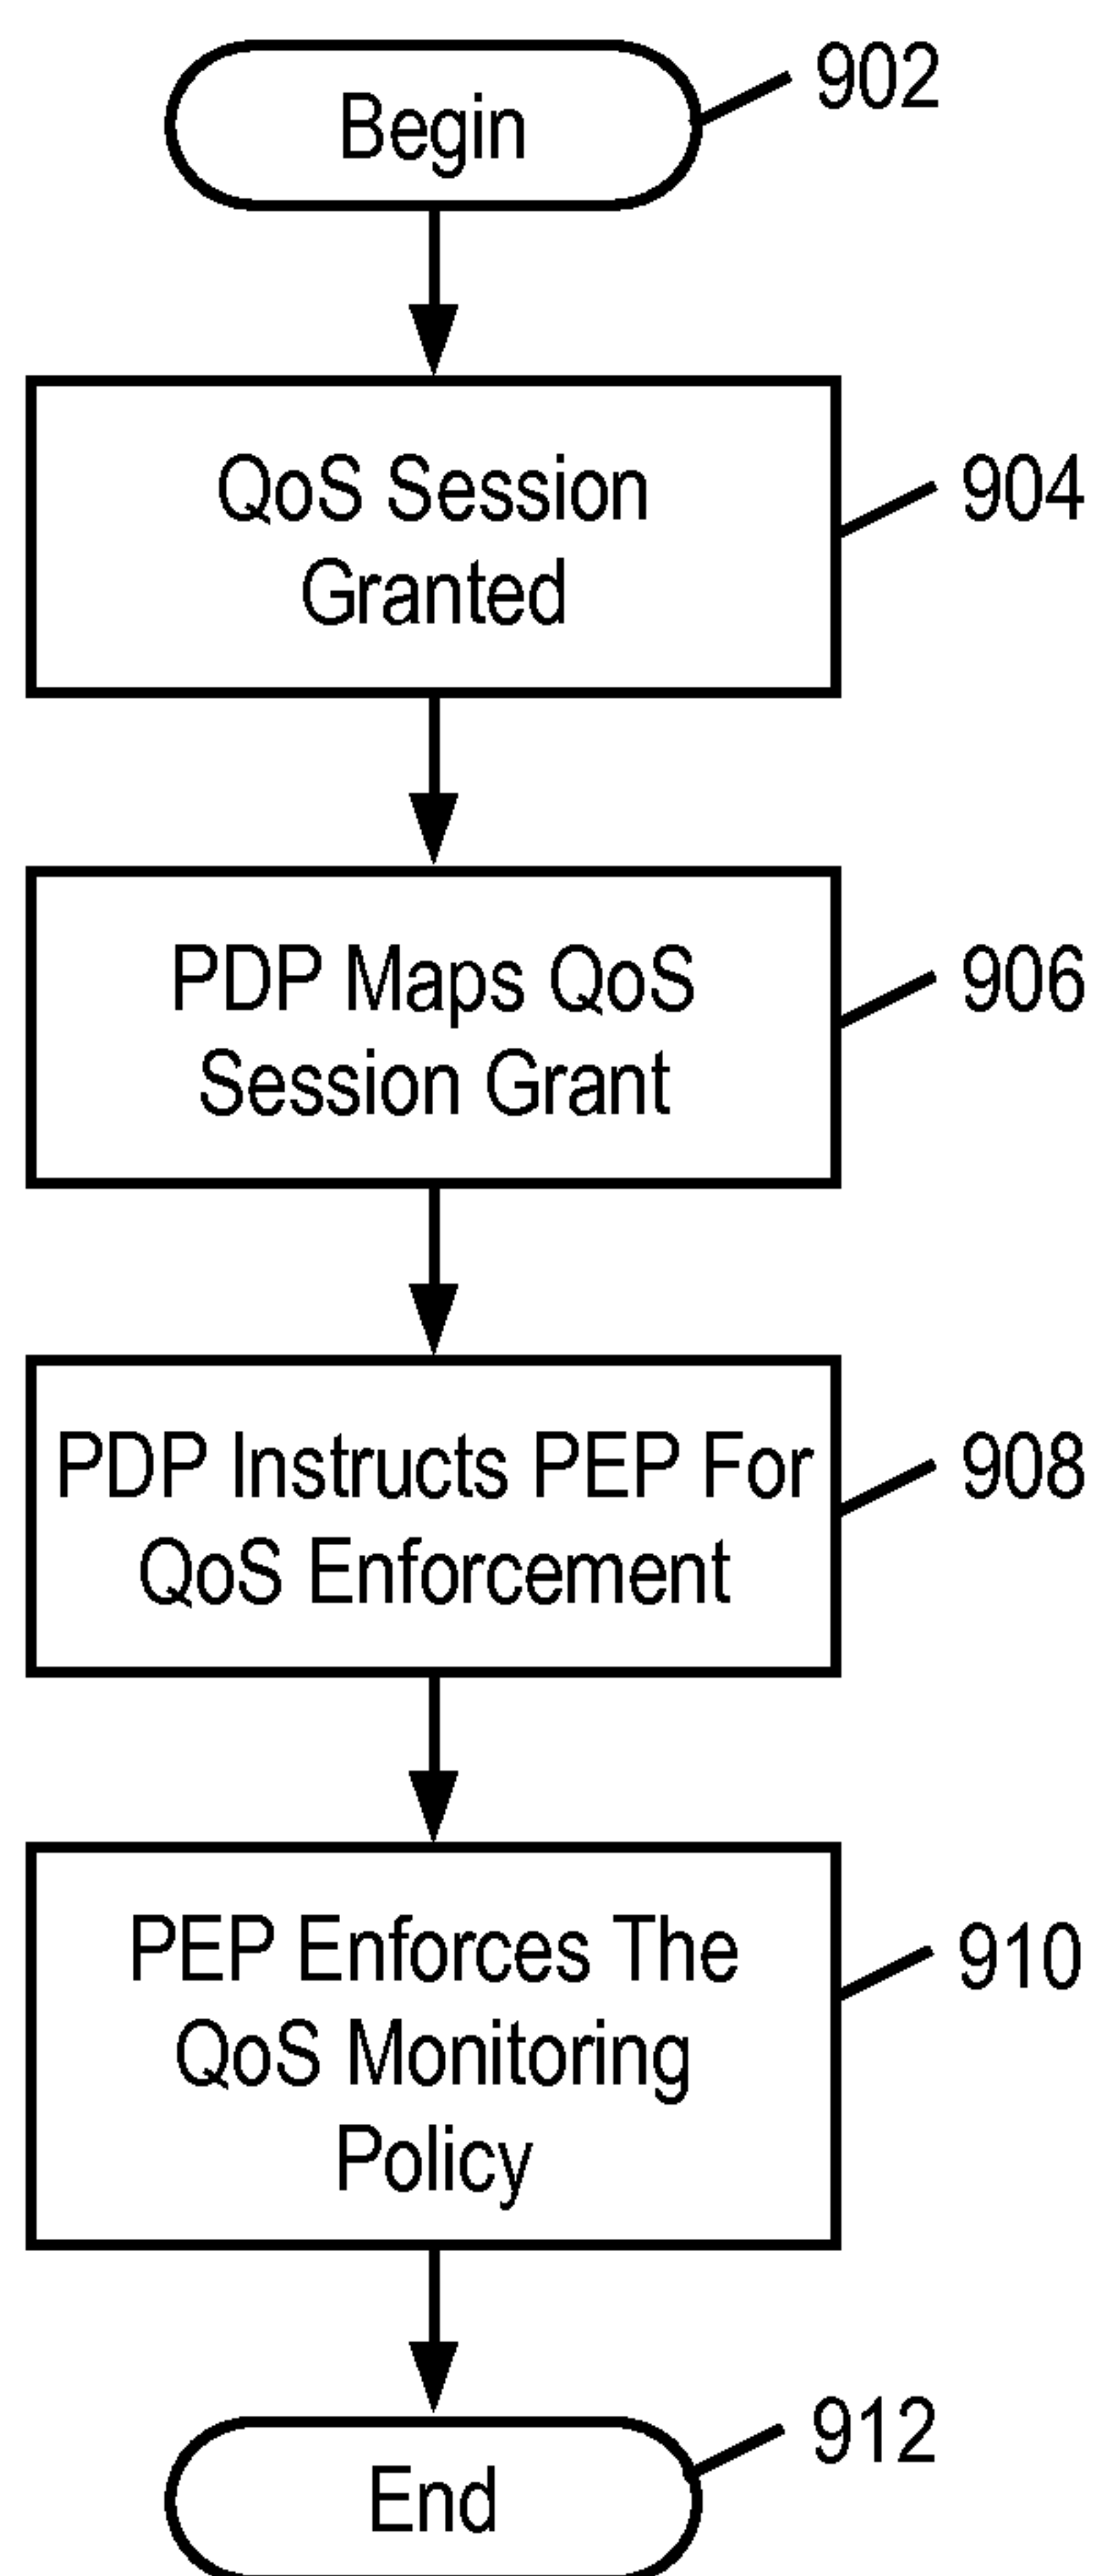 Begin
902
QoS Session
Granted
904
PDP Maps QoS
Session Grant
906
PDP Instructs PEP For
QoS Enforcement
908
PEP Enforces The
QoS Monitoring
Policy
910
End
912